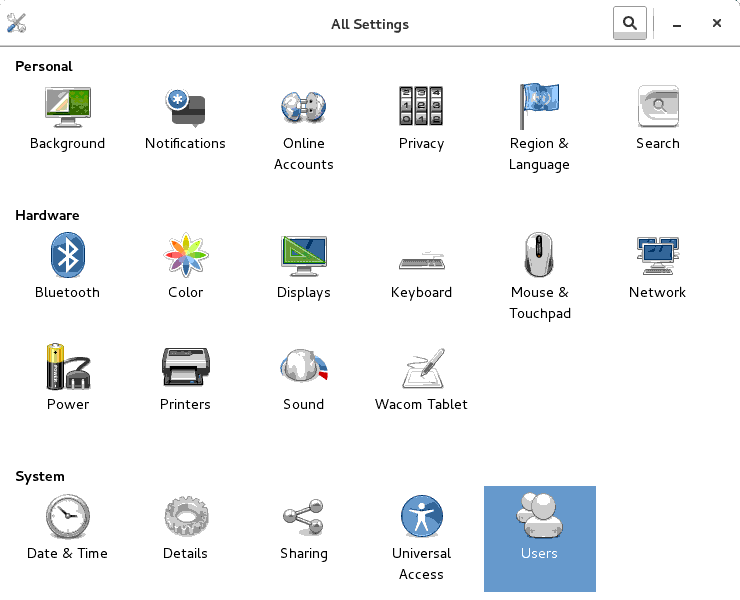 All Settings
Personal
Background
Notifications
Online
Accounts
Privacy
Region &
Language
Search
Hardware
Bluetooth
Color
Displays
Keyboard
Mouse &
Touchpad
Network
Power
Printers
Sound
Wacom Tablet
System
Date & Time
Details
Sharing
Universal
Access
Users